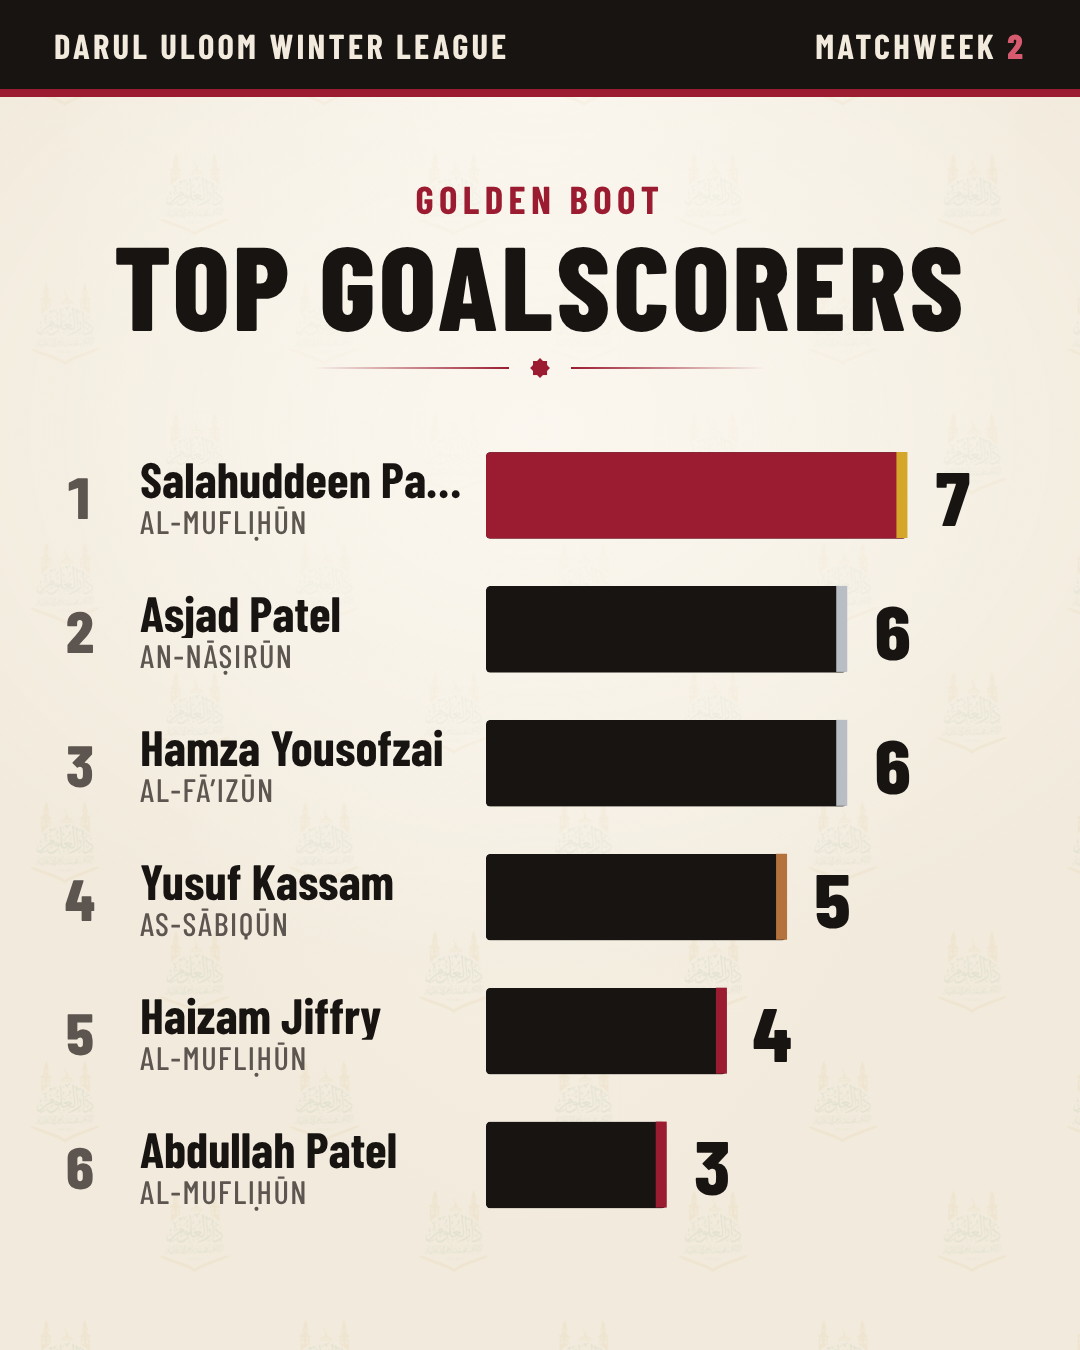 DARUL ULOOM WINTER LEAGUE
MATCHWEEK 2
GOLDEN BOOT
TOP GOALSCORERS
1
Salahuddeen Pa...
AL-MUFLIḤŪN
7
2
Asjad Patel
AN-NĀṢIRŪN
6
3
Hamza Yousofzai
AL-FĀʼIZŪN
6
4
Yusuf Kassam
AS-SĀBIQŪN
5
5
Haizam Jiffry
AL-MUFLIḤŪN
4
6
Abdullah Patel
AL-MUFLIḤŪN
3